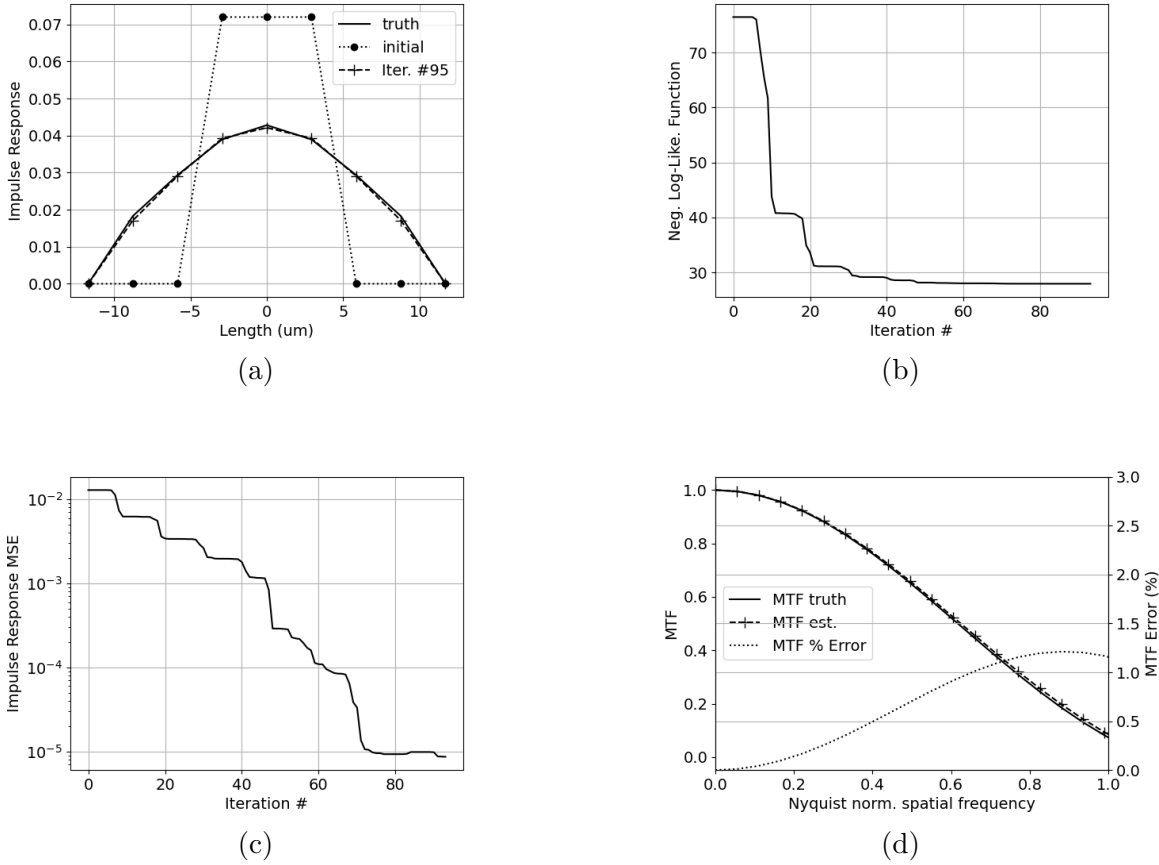 0.07
0.06
0.05
0.04
0.03
0.02
0.01
0.00
Impulse Response
truth
initial
Iter. #95
−10
−5
0
5
10
Length (um)
(a)
70
60
50
40
30
Neg. Log-Like. Function
0
20
40
60
80
Iteration #
(b)
10⁻²
10⁻³
10⁻⁴
10⁻⁵
Impulse Response MSE
0
20
40
60
80
Iteration #
(c)
1.0
0.8
0.6
0.4
0.2
0.0
MTF
MTF truth
MTF est.
MTF % Error
3.0
2.5
2.0
1.5
1.0
0.5
0.0
MTF Error (%)
0.0
0.2
0.4
0.6
0.8
1.0
Nyquist norm. spatial frequency
(d)